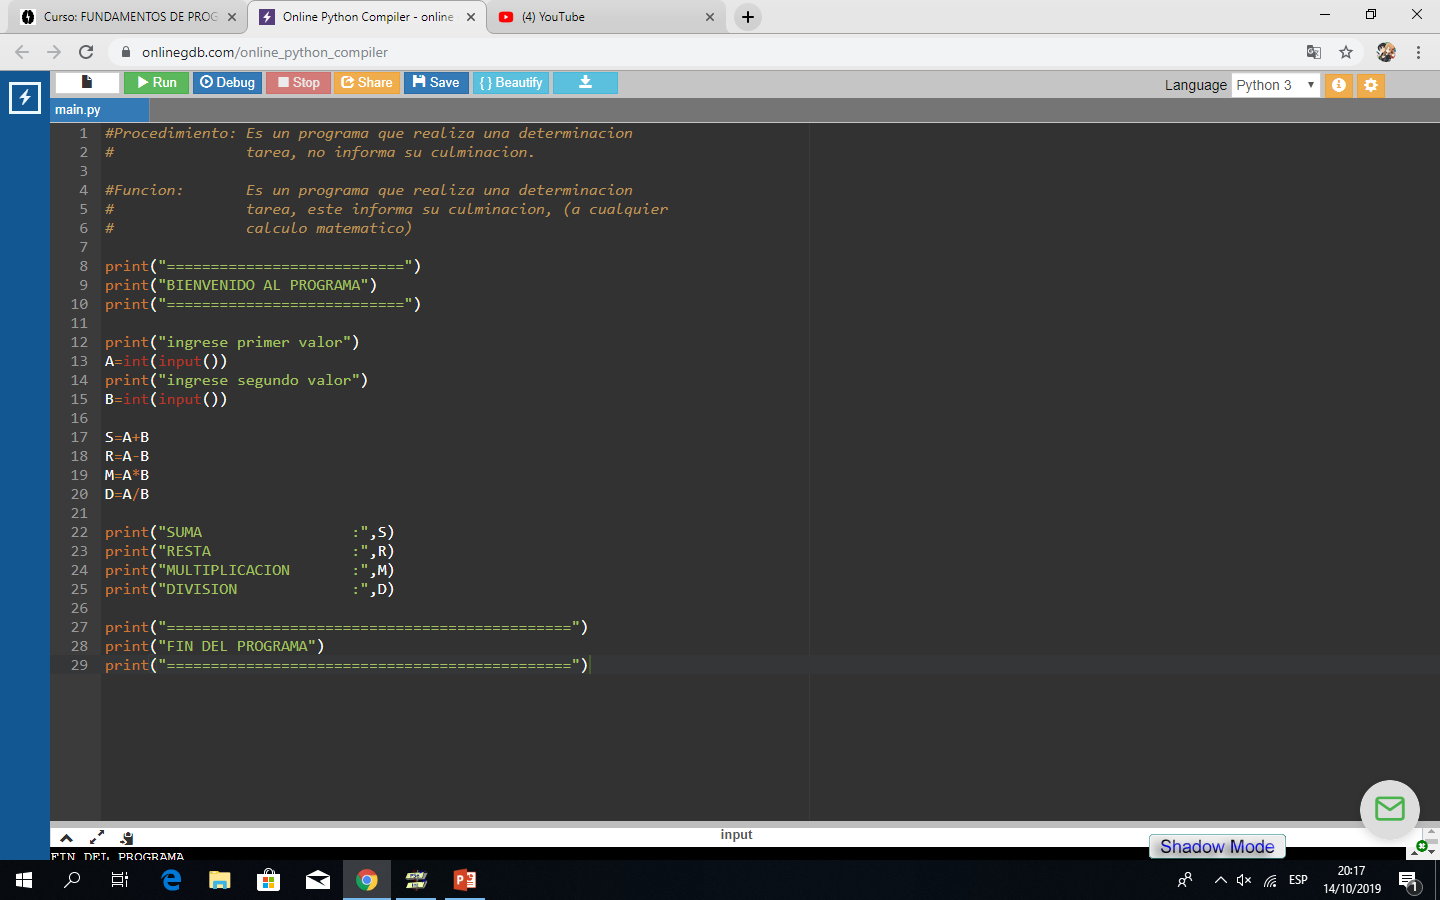 Curso: FUNDAMENTOS DE PROG
Online Python Compiler - online
(4) YouTube
onlinegdb.com/online_python_compiler
Run Debug Stop Share Save { } Beautify
Language Python 3
main.py
1 #Procedimiento: Es un programa que realiza una determinacion
2 #               tarea, no informa su culminacion.
3
4 #Funcion:       Es un programa que realiza una determinacion
5 #               tarea, este informa su culminacion, (a cualquier
6 #               calculo matematico)
7
8 print("===========================")
9 print("BIENVENIDO AL PROGRAMA")
10 print("===========================")
11
12 print("ingrese primer valor")
13 A=int(input())
14 print("ingrese segundo valor")
15 B=int(input())
16
17 S=A+B
18 R=A-B
19 M=A*B
20 D=A/B
21
22 print("SUMA                 :",S)
23 print("RESTA                :",R)
24 print("MULTIPLICACION       :",M)
25 print("DIVISION             :",D)
26
27 print("==============================================")
28 print("FIN DEL PROGRAMA")
29 print("==============================================")
input
Shadow Mode
FIN DEL PROGRAMA
ESP
20:17
14/10/2019
1